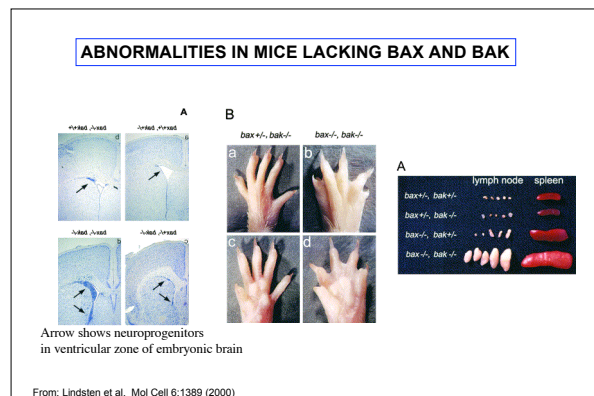 ABNORMALITIES IN MICE LACKING BAX AND BAK
A
B
bax+/-, bak-/-
bax-/-, bak-/-
a
b
c
d
Arrow shows neuroprogenitors
in ventricular zone of embryonic brain
A
lymph node
spleen
bax+/-, bak+/-
bax+/-, bak -/-
bax-/-, bak+/-
bax-/-, bak -/-
From: Lindsten et al. Mol Cell 6:1389 (2000)